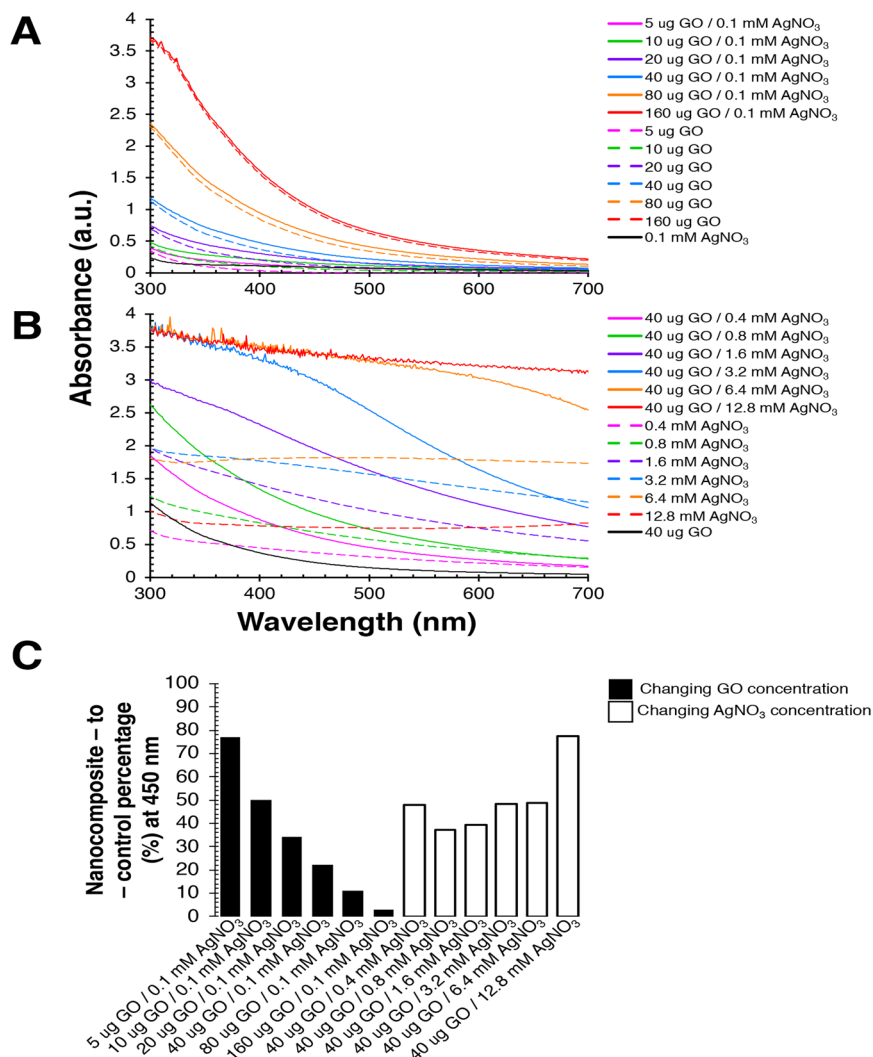 A
4
3.5
3
2.5
2
1.5
1
0.5
0
300
400
500
600
700
5 ug GO / 0.1 mM AgNO₃
10 ug GO / 0.1 mM AgNO₃
20 ug GO / 0.1 mM AgNO₃
40 ug GO / 0.1 mM AgNO₃
80 ug GO / 0.1 mM AgNO₃
160 ug GO / 0.1 mM AgNO₃
5 ug GO
10 ug GO
20 ug GO
40 ug GO
80 ug GO
160 ug GO
0.1 mM AgNO₃
Absorbance (a.u.)
B
4
3.5
3
2.5
2
1.5
1
0.5
0
300
400
500
600
700
Wavelength (nm)
40 ug GO / 0.4 mM AgNO₃
40 ug GO / 0.8 mM AgNO₃
40 ug GO / 1.6 mM AgNO₃
40 ug GO / 3.2 mM AgNO₃
40 ug GO / 6.4 mM AgNO₃
40 ug GO / 12.8 mM AgNO₃
0.4 mM AgNO₃
0.8 mM AgNO₃
1.6 mM AgNO₃
3.2 mM AgNO₃
6.4 mM AgNO₃
12.8 mM AgNO₃
40 ug GO
C
Nanocomposite – to
– control percentage
(%) at 450 nm
100
90
80
70
60
50
40
30
20
10
0
Changing GO concentration
Changing AgNO₃ concentration
5 ug GO / 0.1 mM AgNO₃
10 ug GO / 0.1 mM AgNO₃
20 ug GO / 0.1 mM AgNO₃
40 ug GO / 0.1 mM AgNO₃
80 ug GO / 0.1 mM AgNO₃
160 ug GO / 0.1 mM AgNO₃
40 ug GO / 0.4 mM AgNO₃
40 ug GO / 0.8 mM AgNO₃
40 ug GO / 1.6 mM AgNO₃
40 ug GO / 3.2 mM AgNO₃
40 ug GO / 6.4 mM AgNO₃
40 ug GO / 12.8 mM AgNO₃